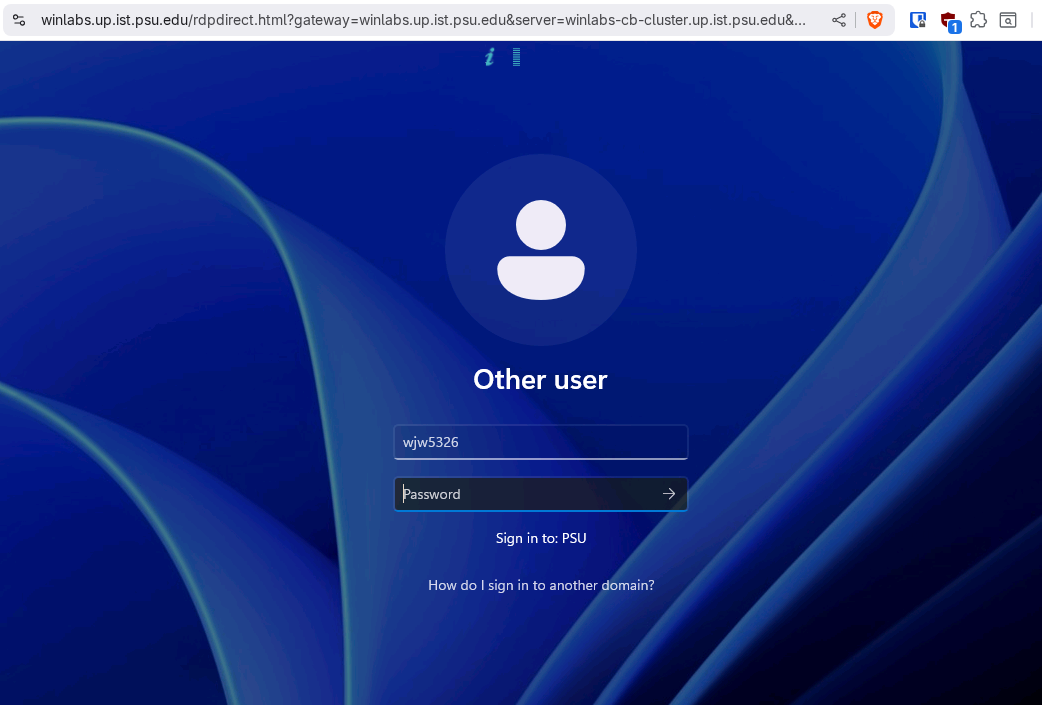 winlabs.up.ist.psu.edu/rdpdirect.html?gateway=winlabs.up.ist.psu.edu&server=winlabs-cb-cluster.up.ist.psu.edu&...
1
i
Other user
wjw5326
Password
Sign in to: PSU
How do I sign in to another domain?